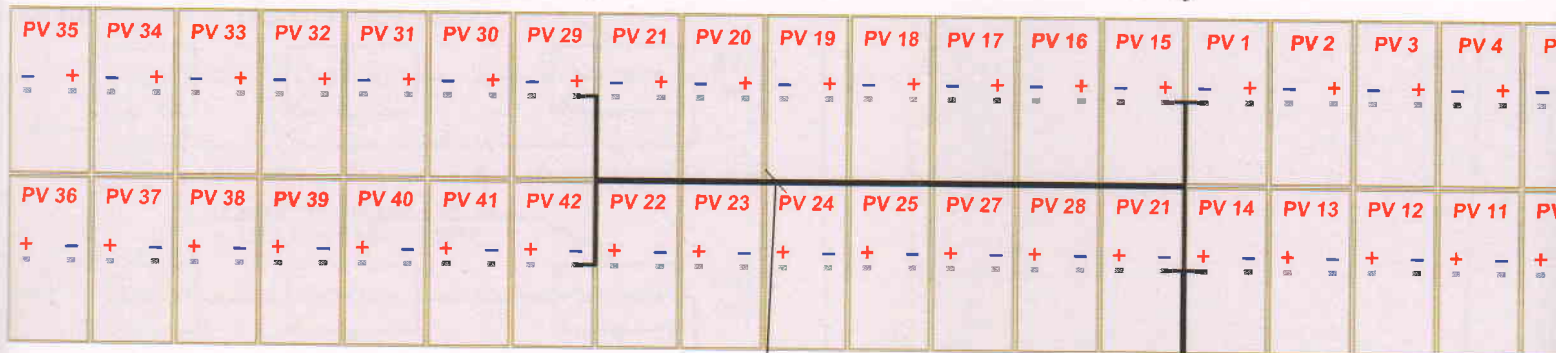 PV 35 PV 34 PV 33 PV 32 PV 31 PV 30 PV 29 PV 21 PV 20 PV 19 PV 18 PV 17 PV 16 PV 15 PV 1 PV 2 PV 3 PV 4 P
- + - + - + - + - + - + - + - + - + - + - + - + - + - + - + - + - + - + -
PV 36 PV 37 PV 38 PV 39 PV 40 PV 41 PV 42 PV 22 PV 23 PV 24 PV 25 PV 27 PV 28 PV 21 PV 14 PV 13 PV 12 PV 11 PV
+ - + - + - + - + - + - + - + - + - + - + - + - + - + - + - + - + - + - +